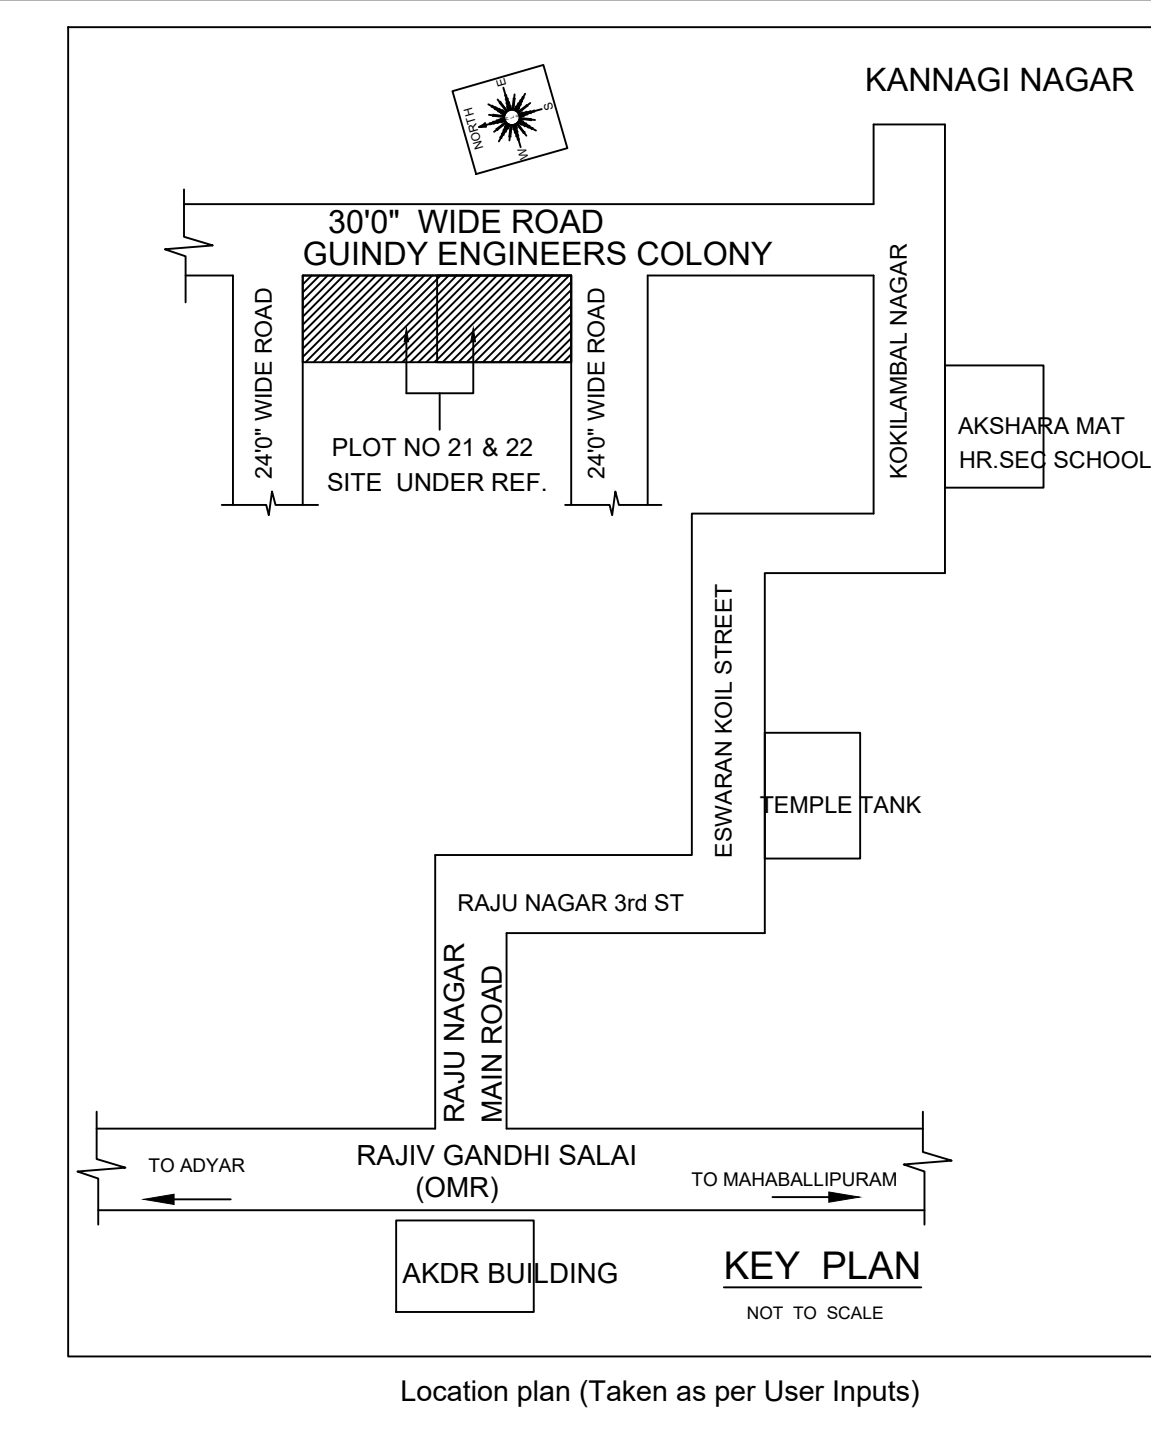 KANNAGI NAGAR
E
S
NORTH
W
30'0" WIDE ROAD
GUINDY ENGINEERS COLONY
24'0" WIDE ROAD
24'0" WIDE ROAD
KOKILAMBAL NAGAR
PLOT NO 21 & 22
SITE UNDER REF.
AKSHARA MAT
HR.SEC SCHOOL
ESWARAN KOIL STREET
TEMPLE TANK
RAJU NAGAR 3rd ST
RAJU NAGAR
MAIN ROAD
TO ADYAR
RAJIV GANDHI SALAI
(OMR)
TO MAHABALLIPURAM
AKDR BUILDING
KEY PLAN
NOT TO SCALE
Location plan (Taken as per User Inputs)